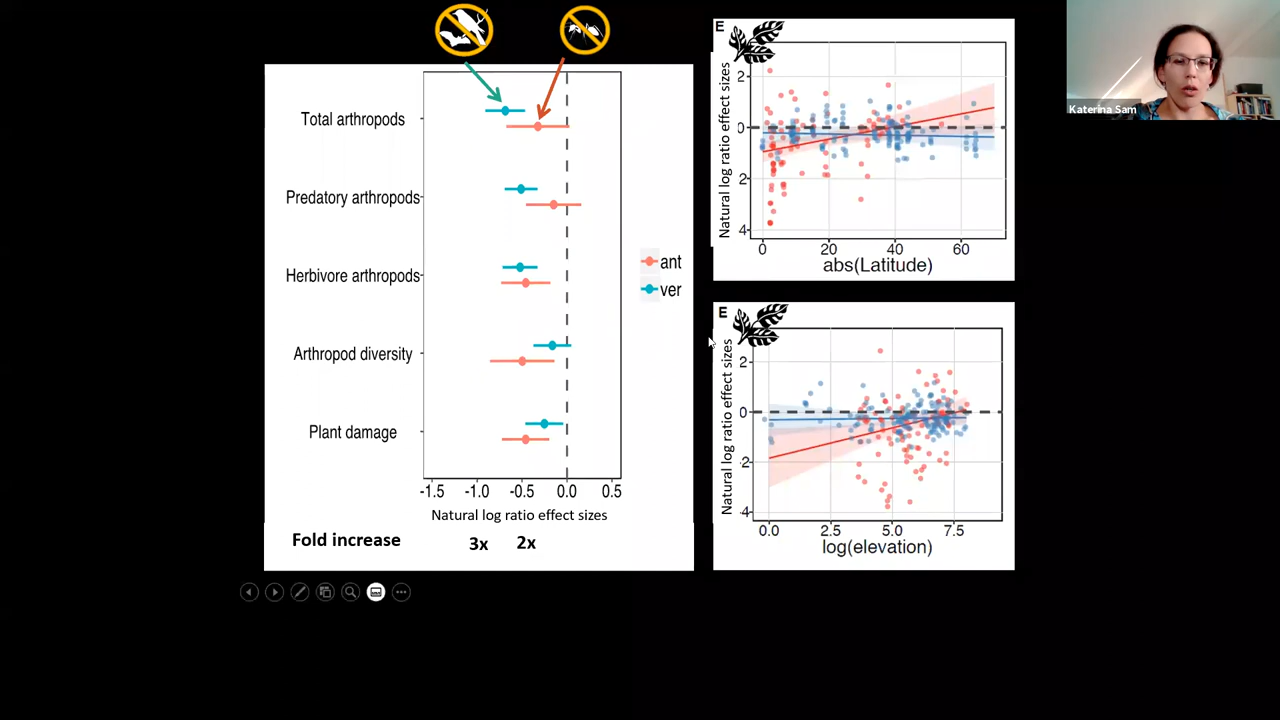 Total arthropods
Predatory arthropods
Herbivore arthropods
Arthropod diversity
Plant damage
-1.5 -1.0 -0.5 0.0 0.5
Natural log ratio effect sizes
Fold increase 3x 2x
ant
ver
E
Natural log ratio effect sizes
2
0
2
4
0 20 40 60
abs(Latitude)
E
Natural log ratio effect sizes
2
0
2
4
0.0 2.5 5.0 7.5
log(elevation)
Katerina Sam